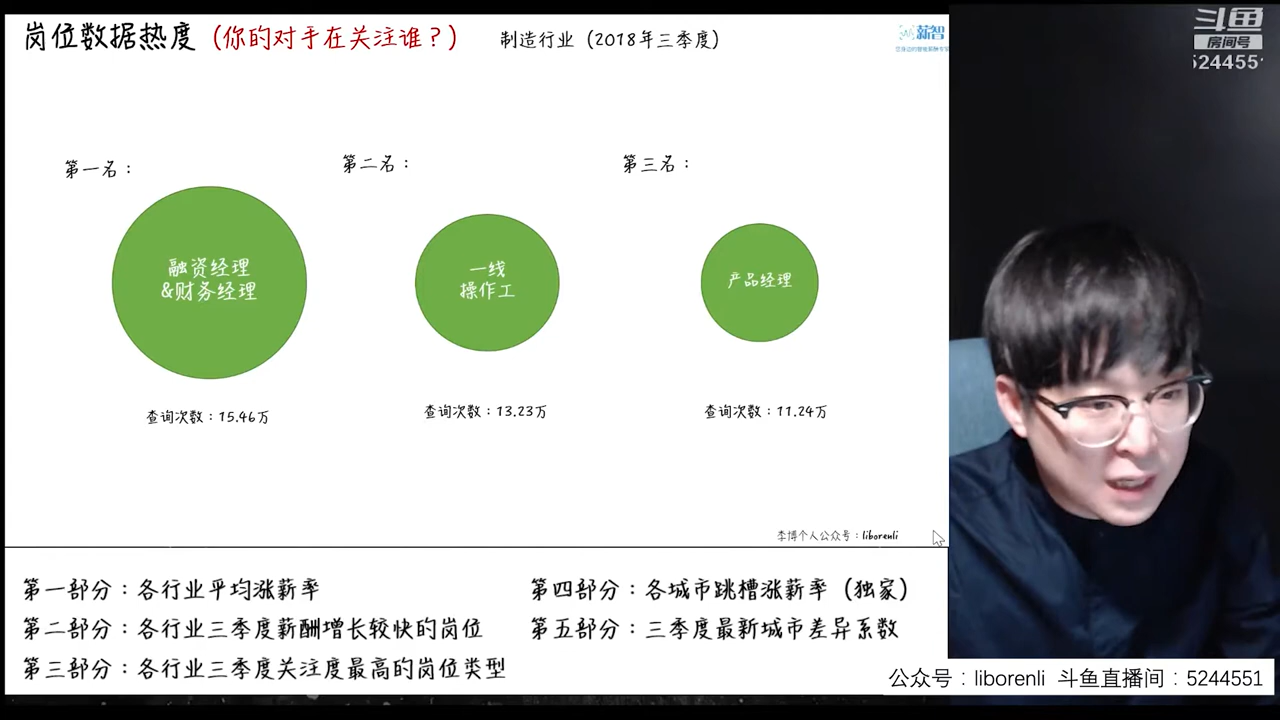 岗位数据热度（你的对手在关注谁？） 制造行业（2018年三季度）
薪智
斗鱼
房间号
5244551
第一名：
第二名：
第三名：
融资经理
&财务经理
一线
操作工
产品经理
查询次数：15.46万
查询次数：13.23万
查询次数：11.24万
李博个人公众号：liborenli
第一部分：各行业平均涨薪率
第二部分：各行业三季度薪酬增长较快的岗位
第三部分：各行业三季度关注度最高的岗位类型
第四部分：各城市跳槽涨薪率（独家）
第五部分：三季度最新城市差异系数
公众号：liborenli 斗鱼直播间：5244551